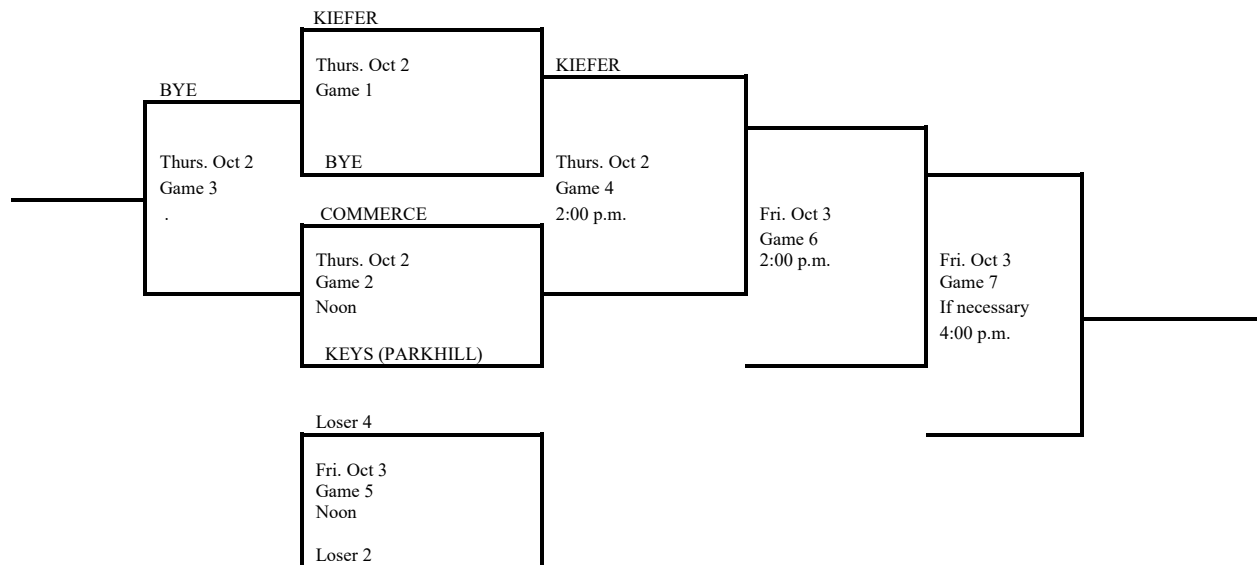 KIEFER
Thurs. Oct 2
Game 1
KIEFER
BYE
Thurs. Oct 2
Game 3
.
BYE
Thurs. Oct 2
Game 4
2:00 p.m.
COMMERCE
Thurs. Oct 2
Game 2
Noon
KEYS (PARKHILL)
Fri. Oct 3
Game 6
2:00 p.m.
Fri. Oct 3
Game 7
If necessary
4:00 p.m.
Loser 4
Fri. Oct 3
Game 5
Noon
Loser 2